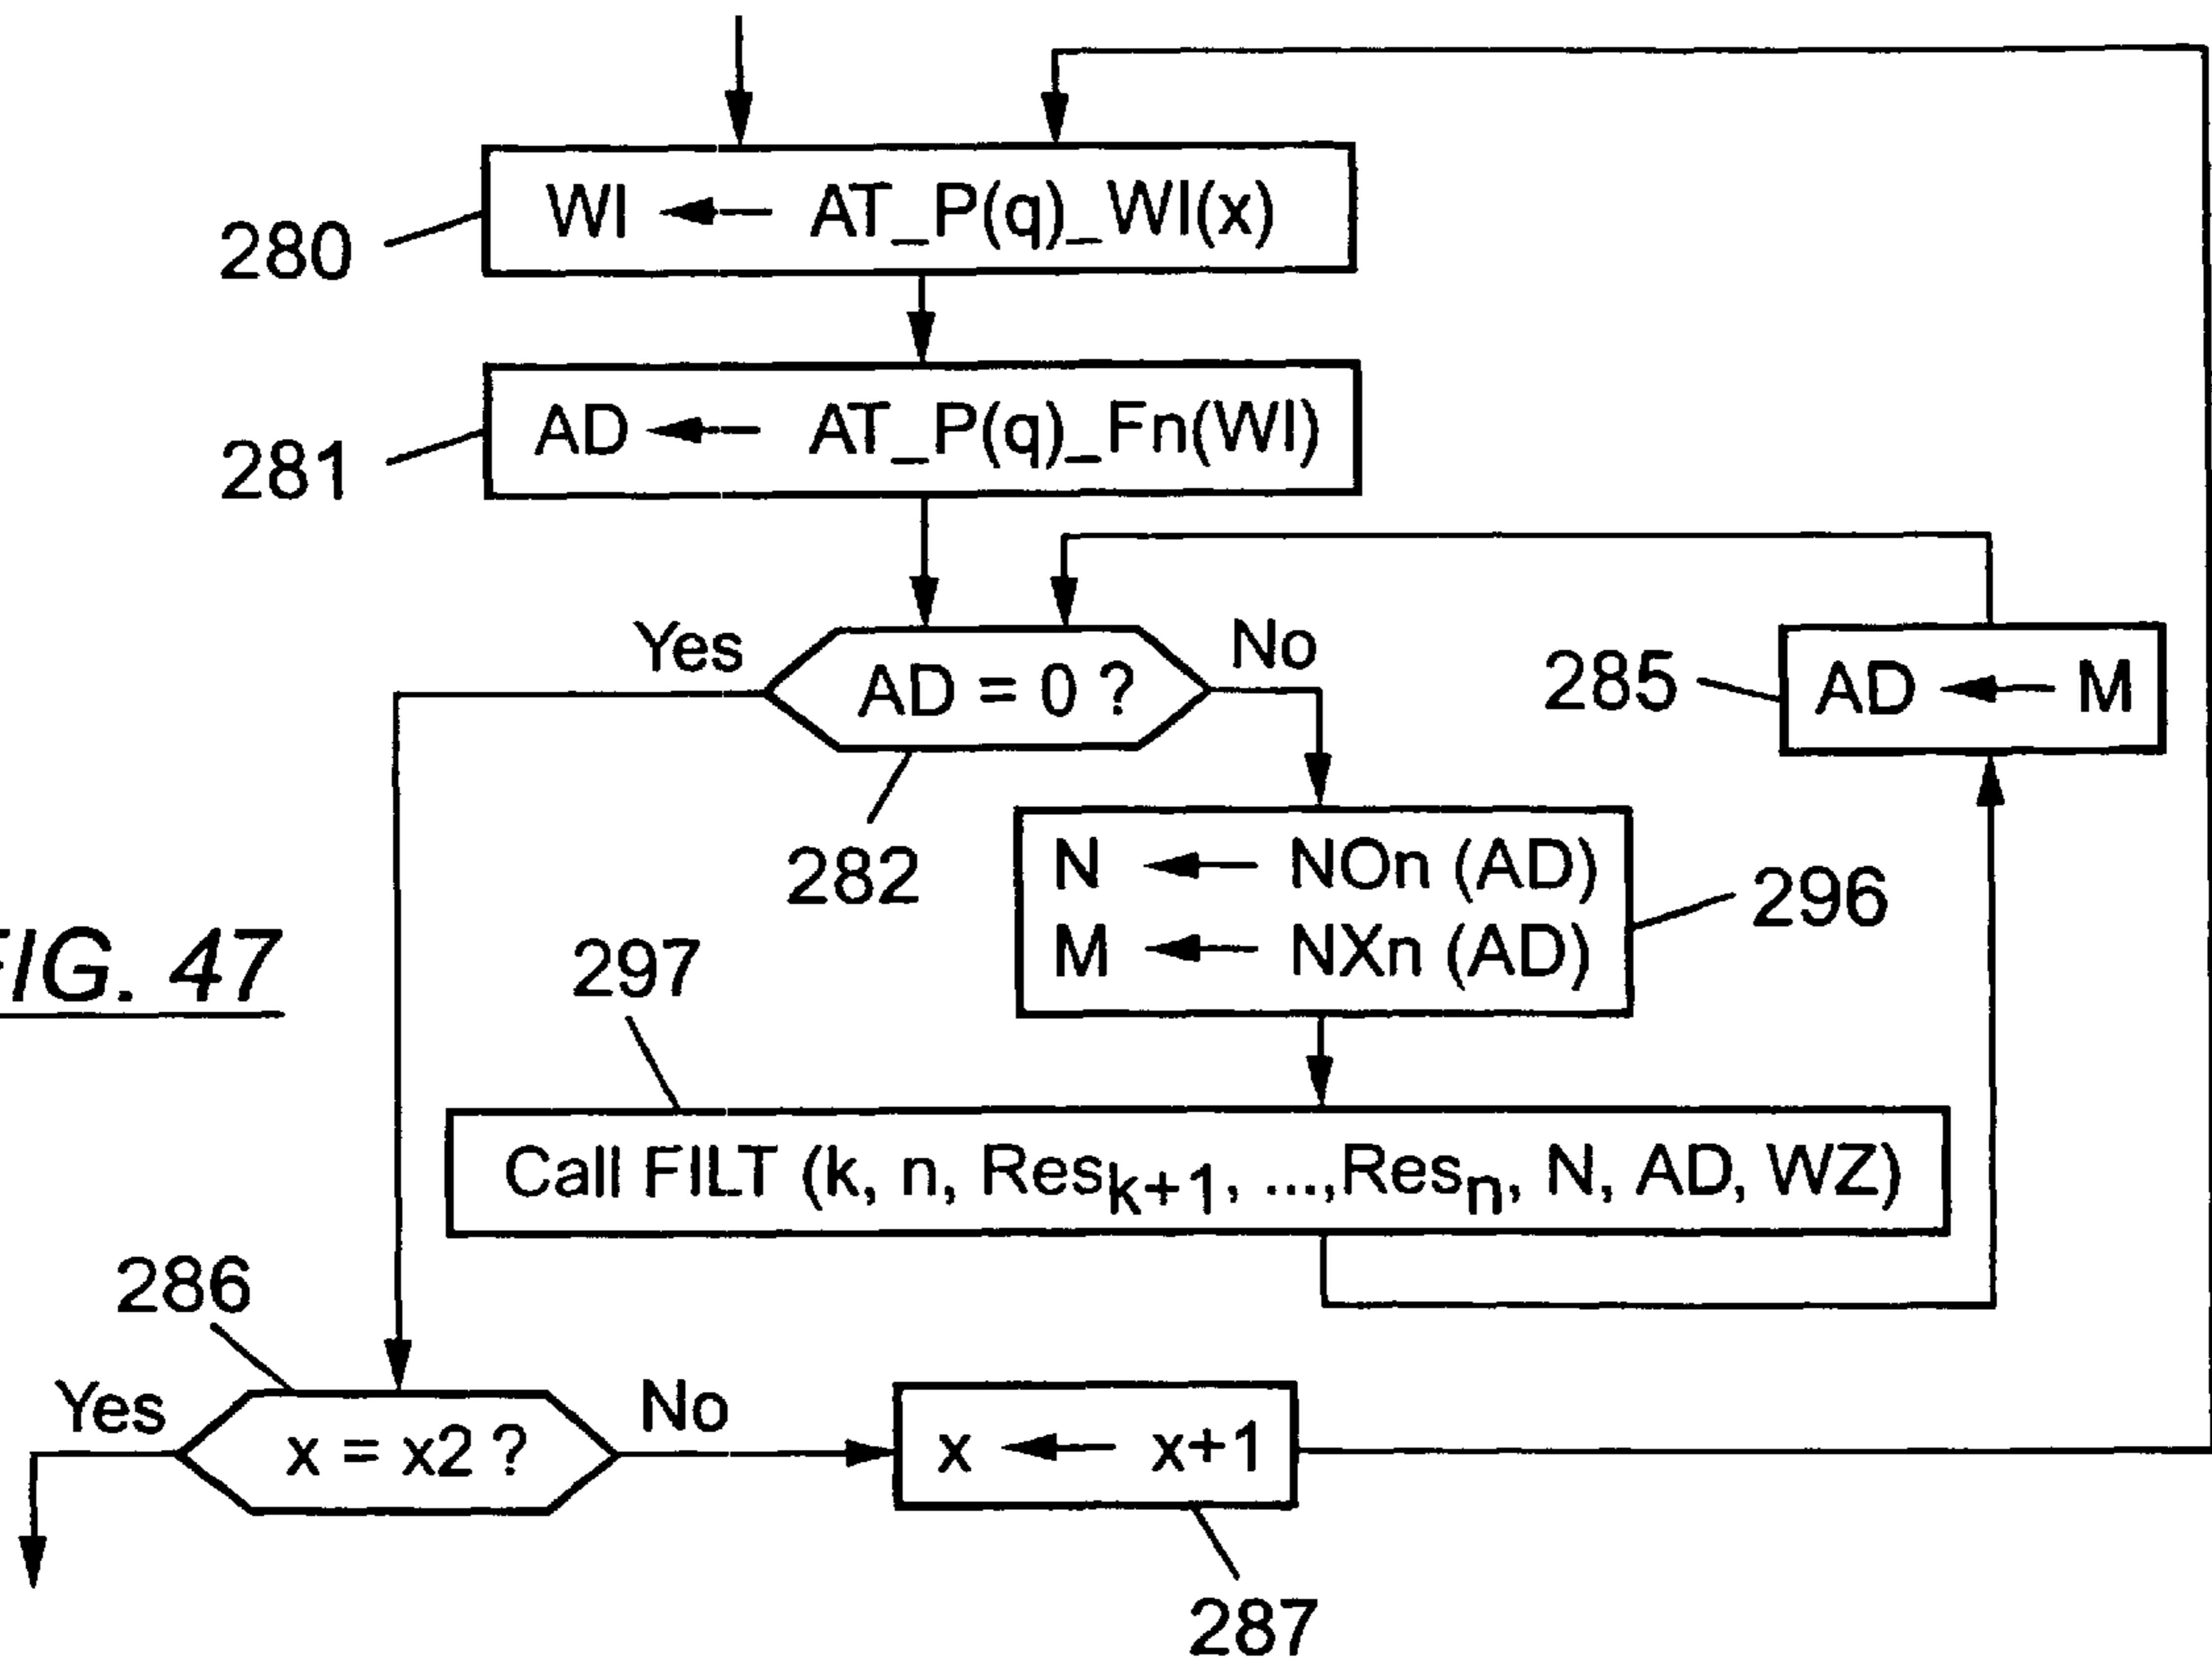 WI ← AT_P(q)_WI(x)
280
AD ← AT_P(q)_Fn(WI)
281
Yes
No
AD = 0 ?
285
AD ← M
282
N ← NOn (AD)
M ← NXn (AD)
296
FIG. 47
297
Call FILT (k, n, Resk+1, ...,Resn, N, AD, WZ)
286
Yes
No
x = x2 ?
x ← x+1
287